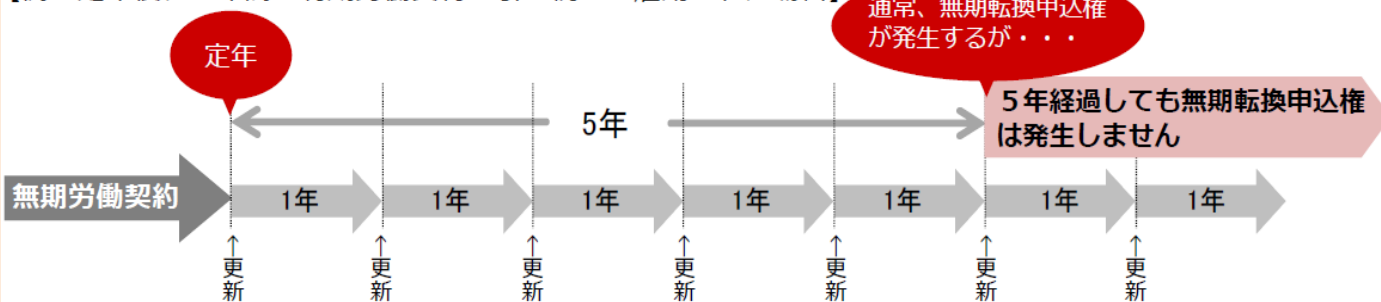 通常、無期転換申込権
が発生するが・・・
定年
5年
５年経過しても無期転換申込権
は発生しません
無期労働契約
1年
1年
1年
1年
1年
1年
1年
↑更新
↑更新
↑更新
↑更新
↑更新
↑更新
↑更新